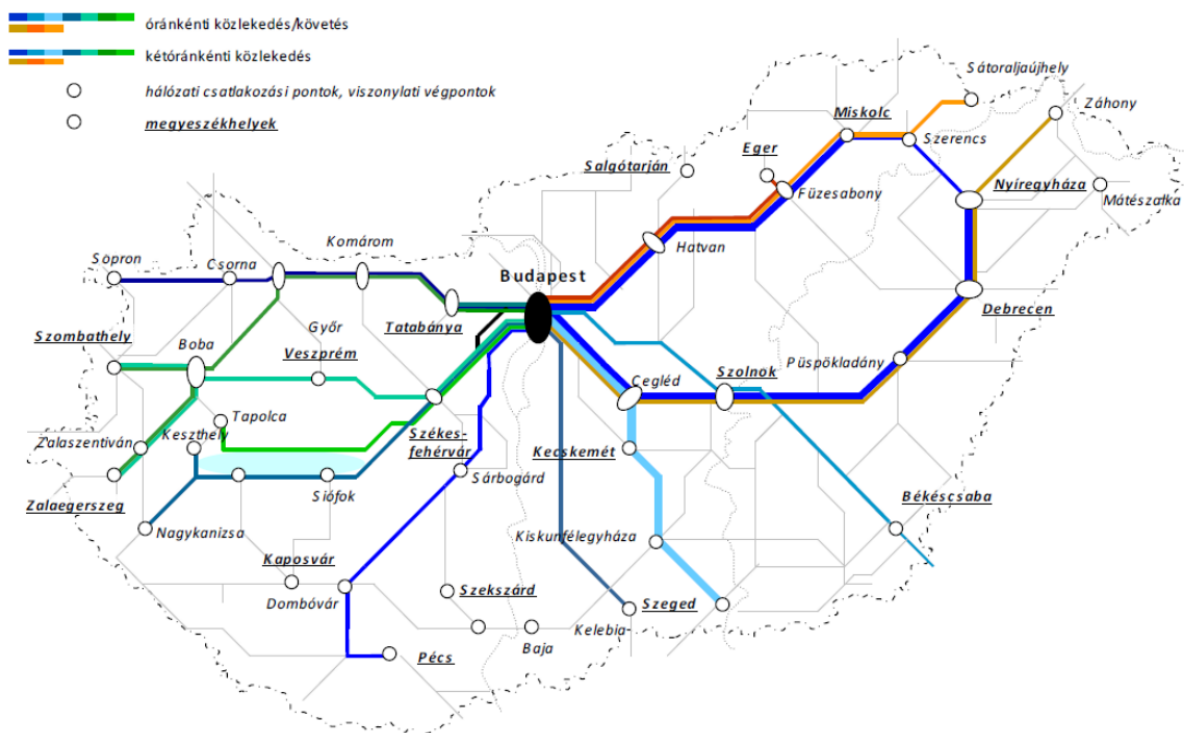 óránkénti közlekedés/követés
kétóránkénti közlekedés
hálózati csatlakozási pontok, viszonylati végpontok
megyeszékhelyek
Sátoraljaújhely
Záhony
Miskolc
Szerencs
Eger
Salgótarján
Nyíregyháza
Mátészalka
Füzesabony
Hatvan
Komárom
Sopron
Csorna
Budapest
Debrecen
Győr
Tatabánya
Szombathely
Boba
Veszprém
Püspökladány
Szolnok
Cegléd
Tapolca
Keszthely
Zalaszentiván
Székes-
fehérvár
Kecskemét
Sárbogárd
Siófok
Zalaegerszeg
Békéscsaba
Nagykanizsa
Kiskunfélegyháza
Kaposvár
Szekszárd
Dombóvár
Szeged
Kelebia
Baja
Pécs